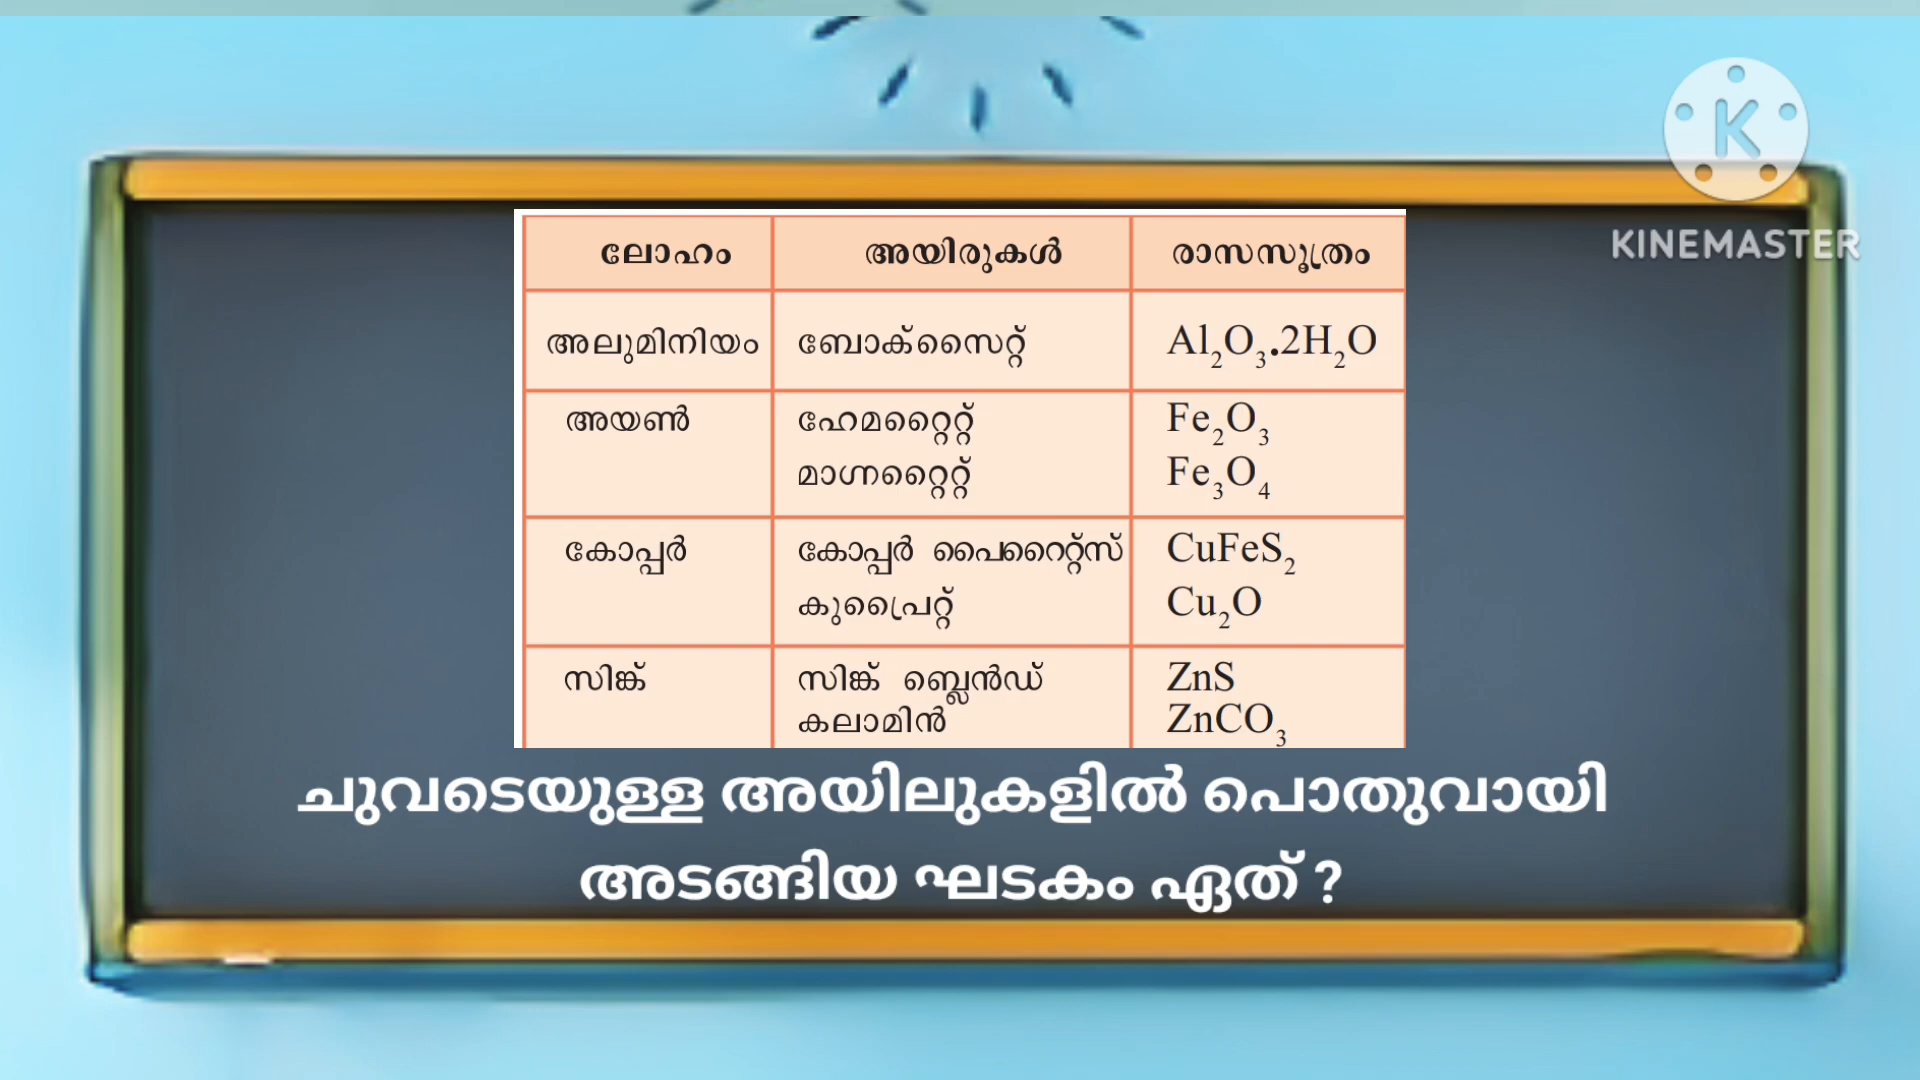 KINEMASTER
ലോഹം അയിരുകൾ രാസസൂത്രം
അലുമിനിയം ബോക്സൈറ്റ് Al₂O₃.2H₂O
അയൺ ഹേമറ്റൈറ്റ് Fe₂O₃
മാഗ്നറ്റൈറ്റ് Fe₃O₄
കോപ്പർ കോപ്പർ പൈറൈറ്റ്സ് CuFeS₂
കുപ്രൈറ്റ് Cu₂O
സിങ്ക് സിങ്ക് ബ്ലെൻഡ് ZnS
കലാമിൻ ZnCO₃
ചുവടെയുള്ള അയിലുകളിൽ പൊതുവായി
അടങ്ങിയ ഘടകം ഏത് ?